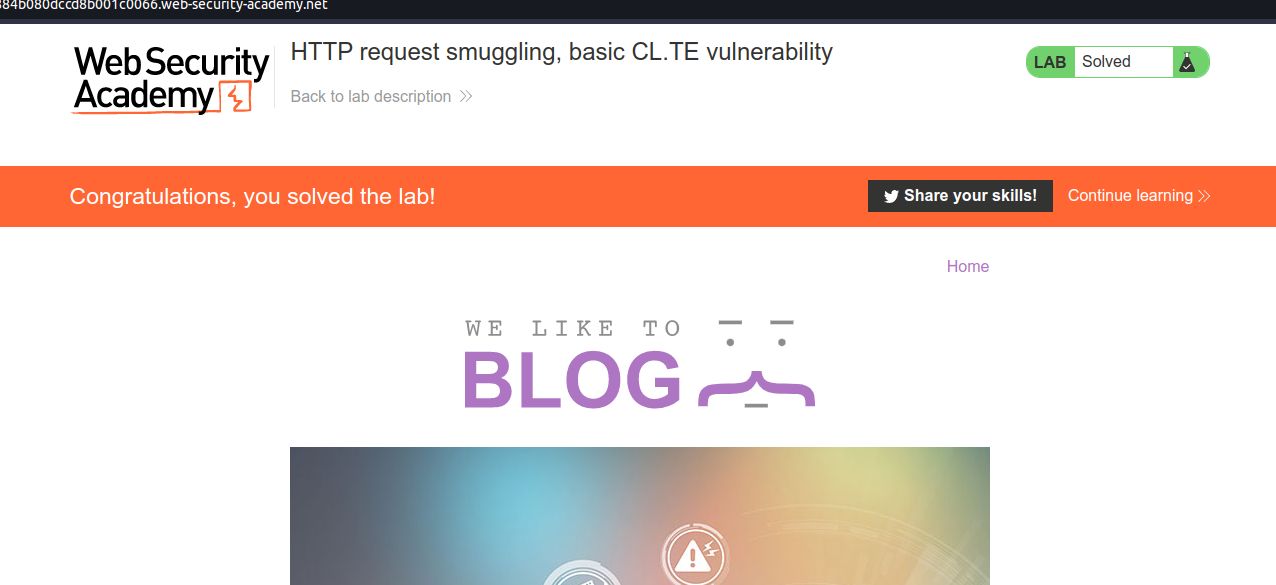 384b080dccd8b001c0066.web-security-academy.net
HTTP request smuggling, basic CL.TE vulnerability
Web Security
Academy
LAB Solved
Back to lab description
Congratulations, you solved the lab!
Share your skills!
Continue learning
Home
WE LIKE TO
BLOG